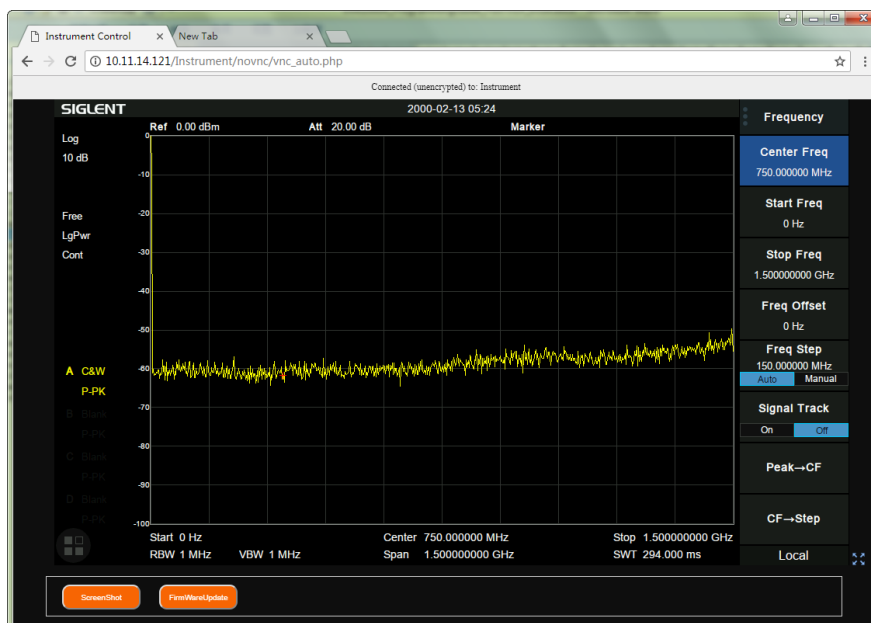 Instrument Control
New Tab
10.11.14.121/Instrument/novnc/vnc_auto.php
Connected (unencrypted) to: Instrument
SIGLENT 2000-02-13 05:24
Ref 0.00 dBm Att 20.00 dB Marker
Log
10 dB
Free
LgPwr
Cont
A C&W
P-PK
B Blank
P-PK
C Blank
P-PK
D Blank
P-PK
0
-10
-20
-30
-40
-50
-60
-70
-80
-90
-100
Start 0 Hz Center 750.000000 MHz Stop 1.500000000 GHz
RBW 1 MHz VBW 1 MHz Span 1.500000000 GHz SWT 294.000 ms
Frequency
Center Freq
750.000000 MHz
Start Freq
0 Hz
Stop Freq
1.500000000 GHz
Freq Offset
0 Hz
Freq Step
150.000000 MHz
Auto Manual
Signal Track
On Off
Peak→CF
CF→Step
Local
ScreenShot FirmWareUpdate